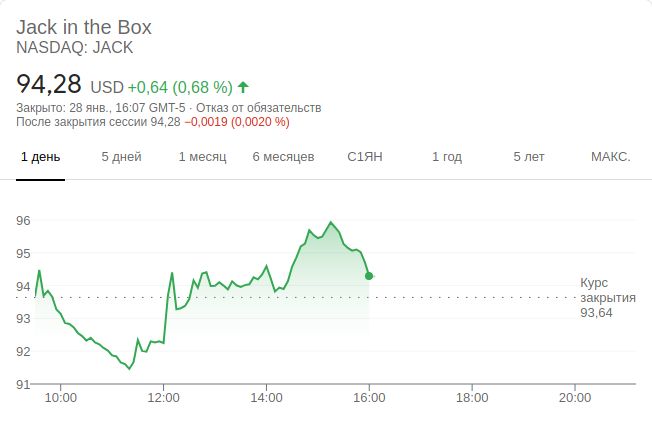 Jack in the Box
NASDAQ: JACK
94,28 USD +0,64 (0,68 %)
Закрыто: 28 янв., 16:07 GMT-5 · Отказ от обязательств
После закрытия сессии 94,28 −0,0019 (0,0020 %)
1 день 5 дней 1 месяц 6 месяцев С1ЯН 1 год 5 лет МАКС.
96
95
94
93
92
91
Курс
закрытия
93,64
10:00 12:00 14:00 16:00 18:00 20:00